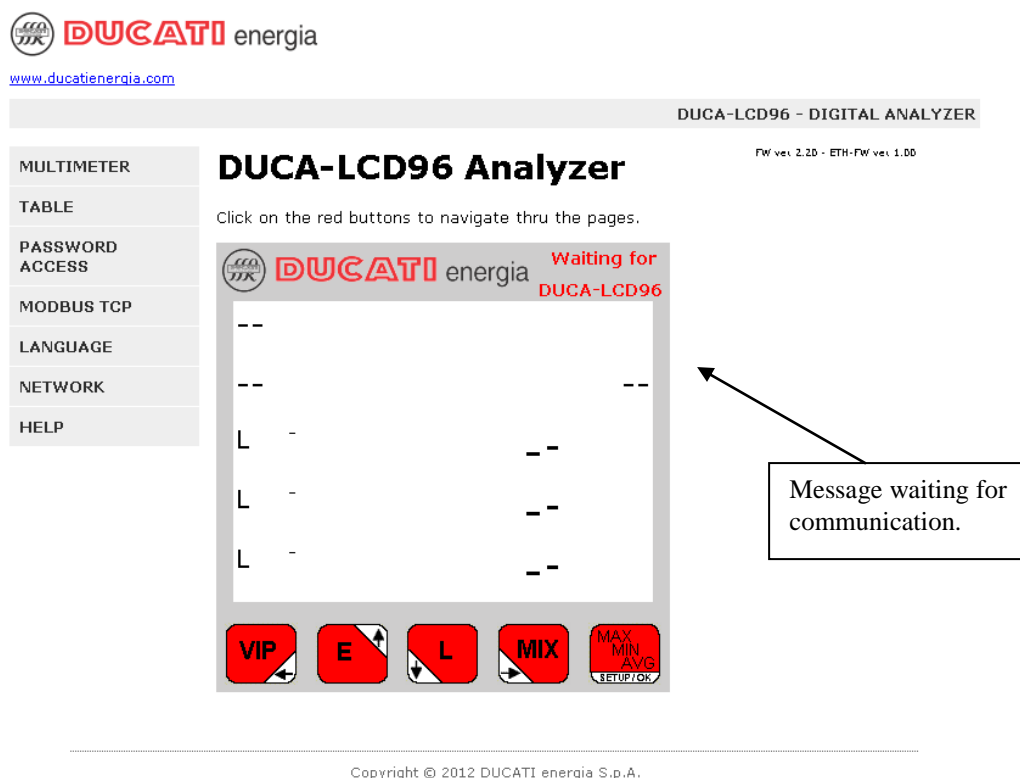 DUCATI energia
www.ducatienergia.com
DUCA-LCD96 - DIGITAL ANALYZER
FW ver. 2.20 - ETH-FW ver. 1.00
MULTIMETER
TABLE
PASSWORD
ACCESS
MODBUS TCP
LANGUAGE
NETWORK
HELP
DUCA-LCD96 Analyzer
Click on the red buttons to navigate thru the pages.
DUCATI energia
Waiting for
DUCA-LCD96
--
-- --
L - --
L - --
L - --
VIP E L MIX MAX
MIN
AVG
SETUP/OK
Message waiting for
communication.
Copyright © 2012 DUCATI energia S.p.A.